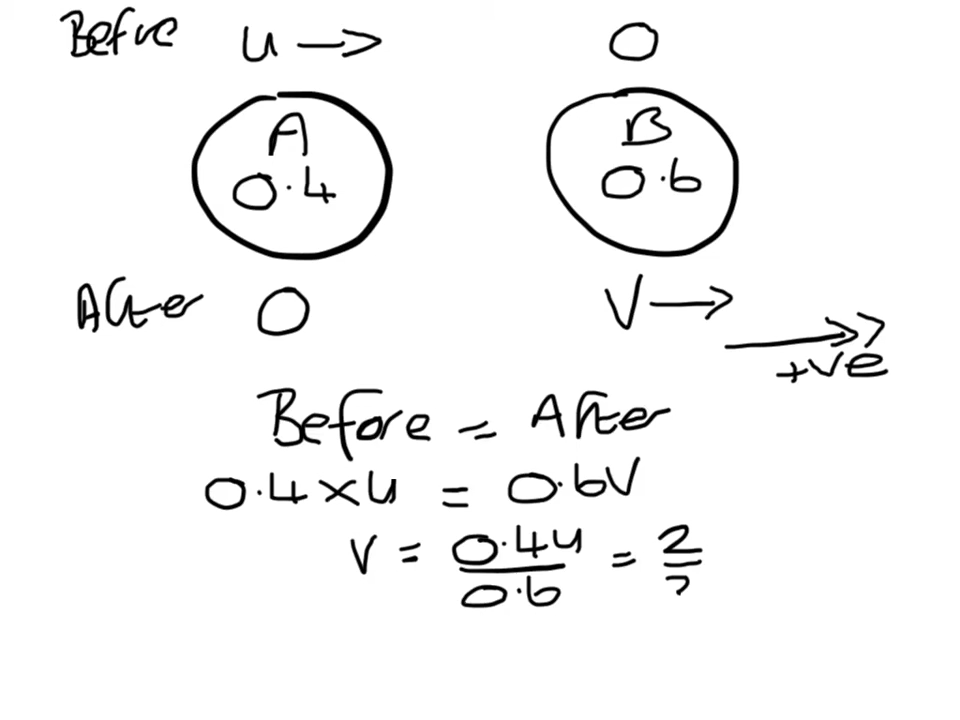 Befre u → 0
A B
0.4 0.6
After 0 V →
+ve
Before = After
0.4 × u = 0.6V
V = 0.4u / 0.6 = 2